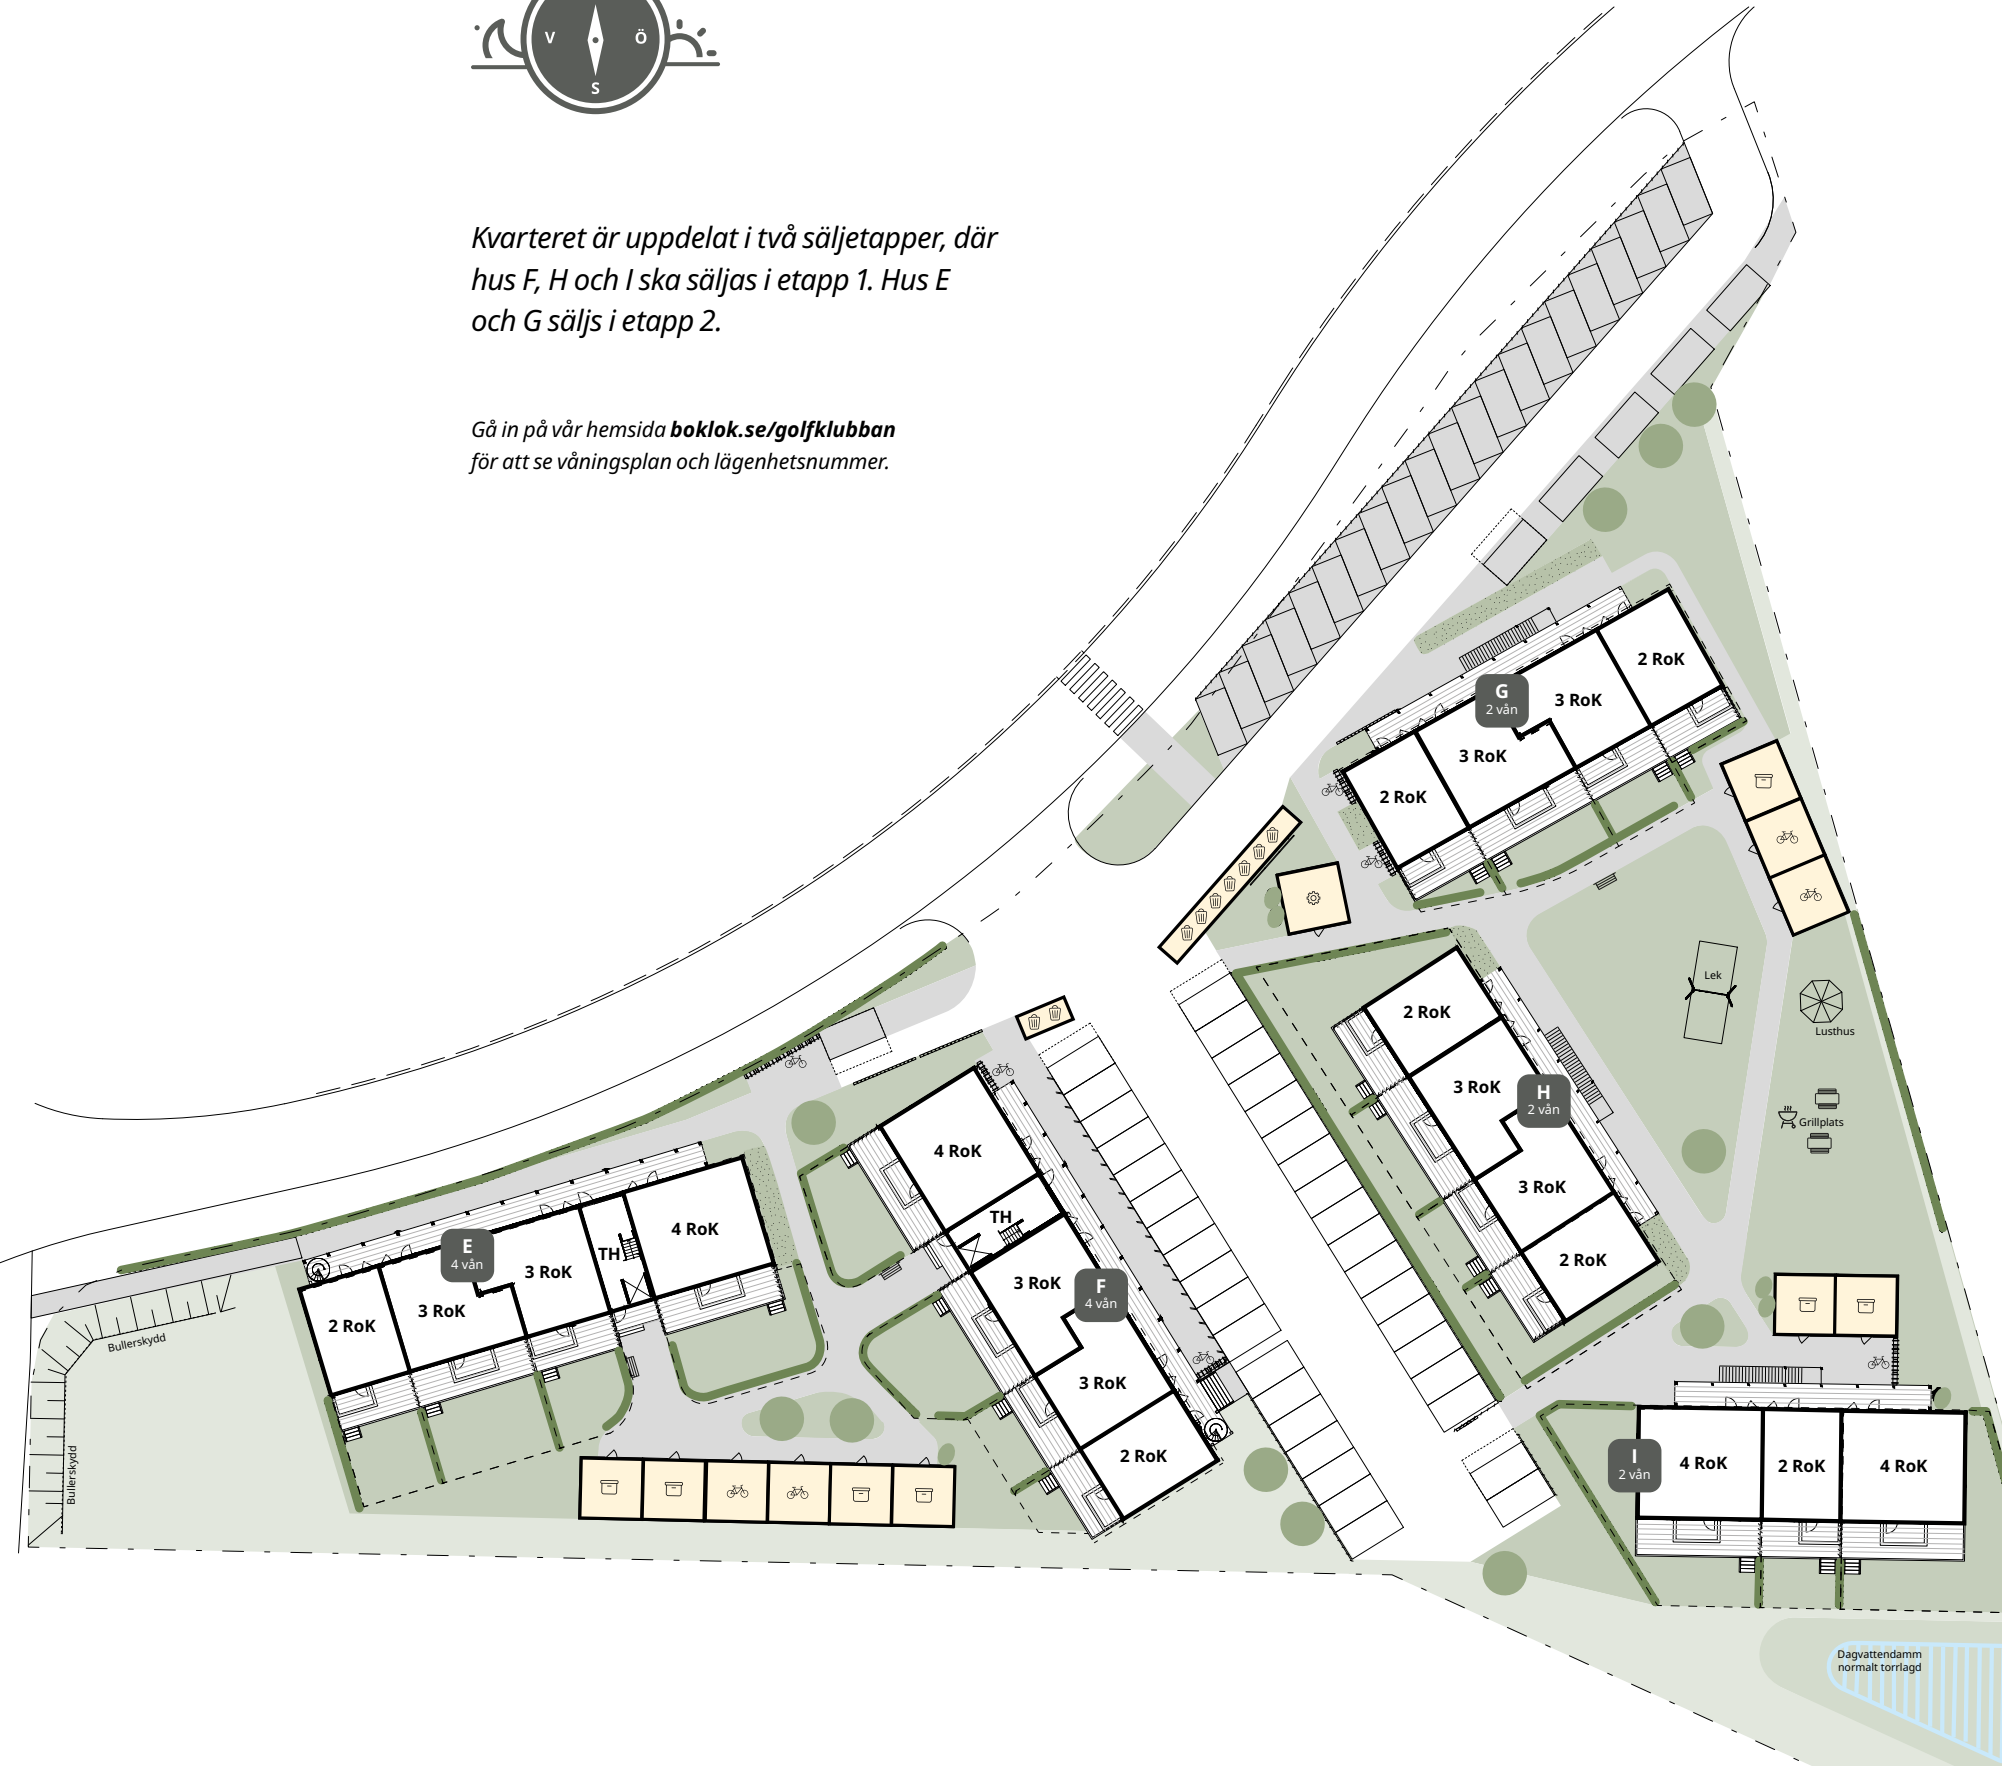 V
Ö
S
Kvarteret är uppdelat i två säljetapper, där
hus F, H och I ska säljas i etapp 1. Hus E
och G säljs i etapp 2.
Gå in på vår hemsida boklok.se/golfklubban
för att se våningsplan och lägenhetsnummer.
G
2 vån
2 RoK
3 RoK
3 RoK
2 RoK
Lek
Lusthus
Grillplats
2 RoK
3 RoK
H
2 vån
3 RoK
2 RoK
4 RoK
TH
3 RoK
F
4 vån
3 RoK
2 RoK
E
4 vån
4 RoK
TH
3 RoK
3 RoK
2 RoK
Bullerskydd
Bullerskydd
I
2 vån
4 RoK
2 RoK
4 RoK
Dagvattendamm
normalt torrlagd